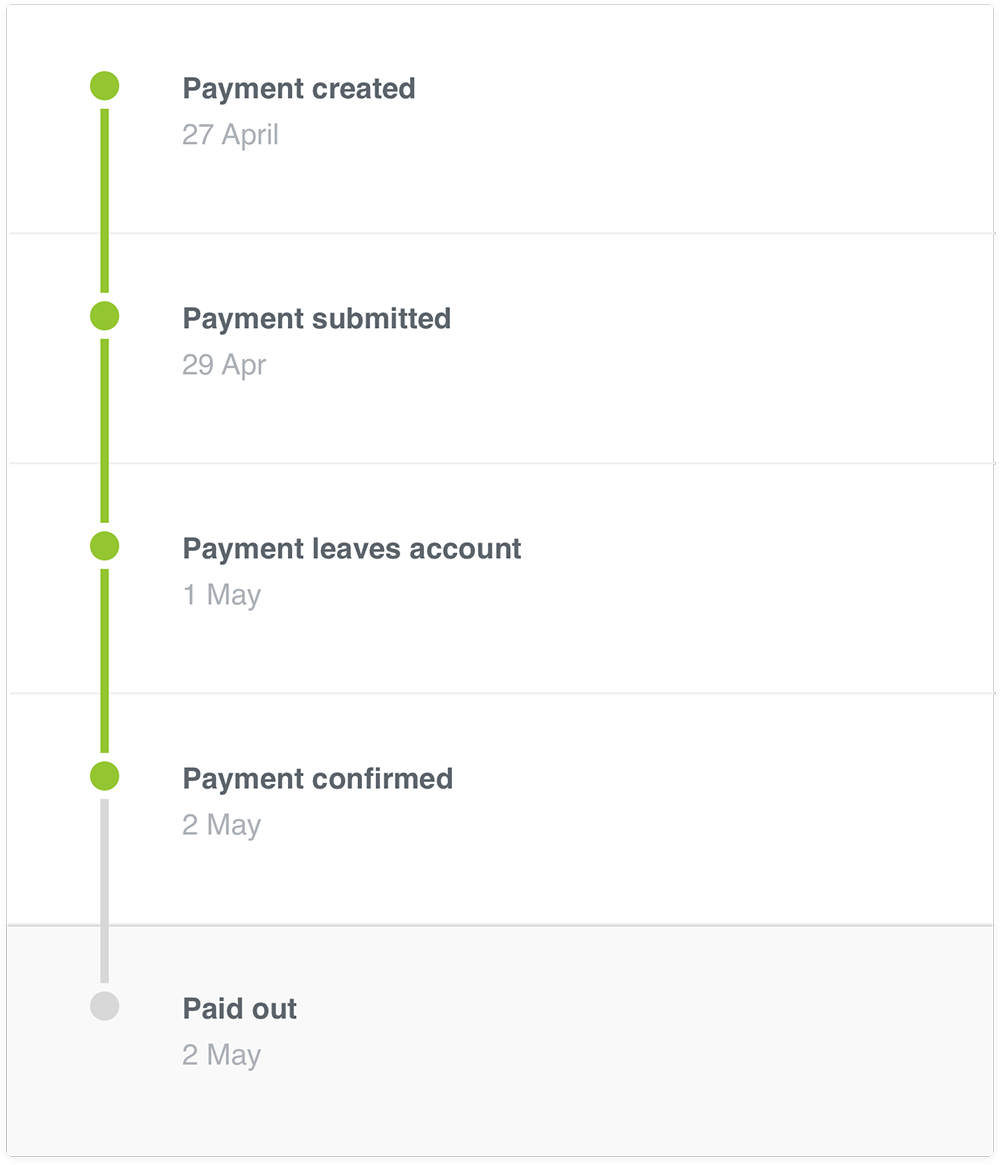 Payment created
27 April
Payment submitted
29 Apr
Payment leaves account
1 May
Payment confirmed
2 May
Paid out
2 May